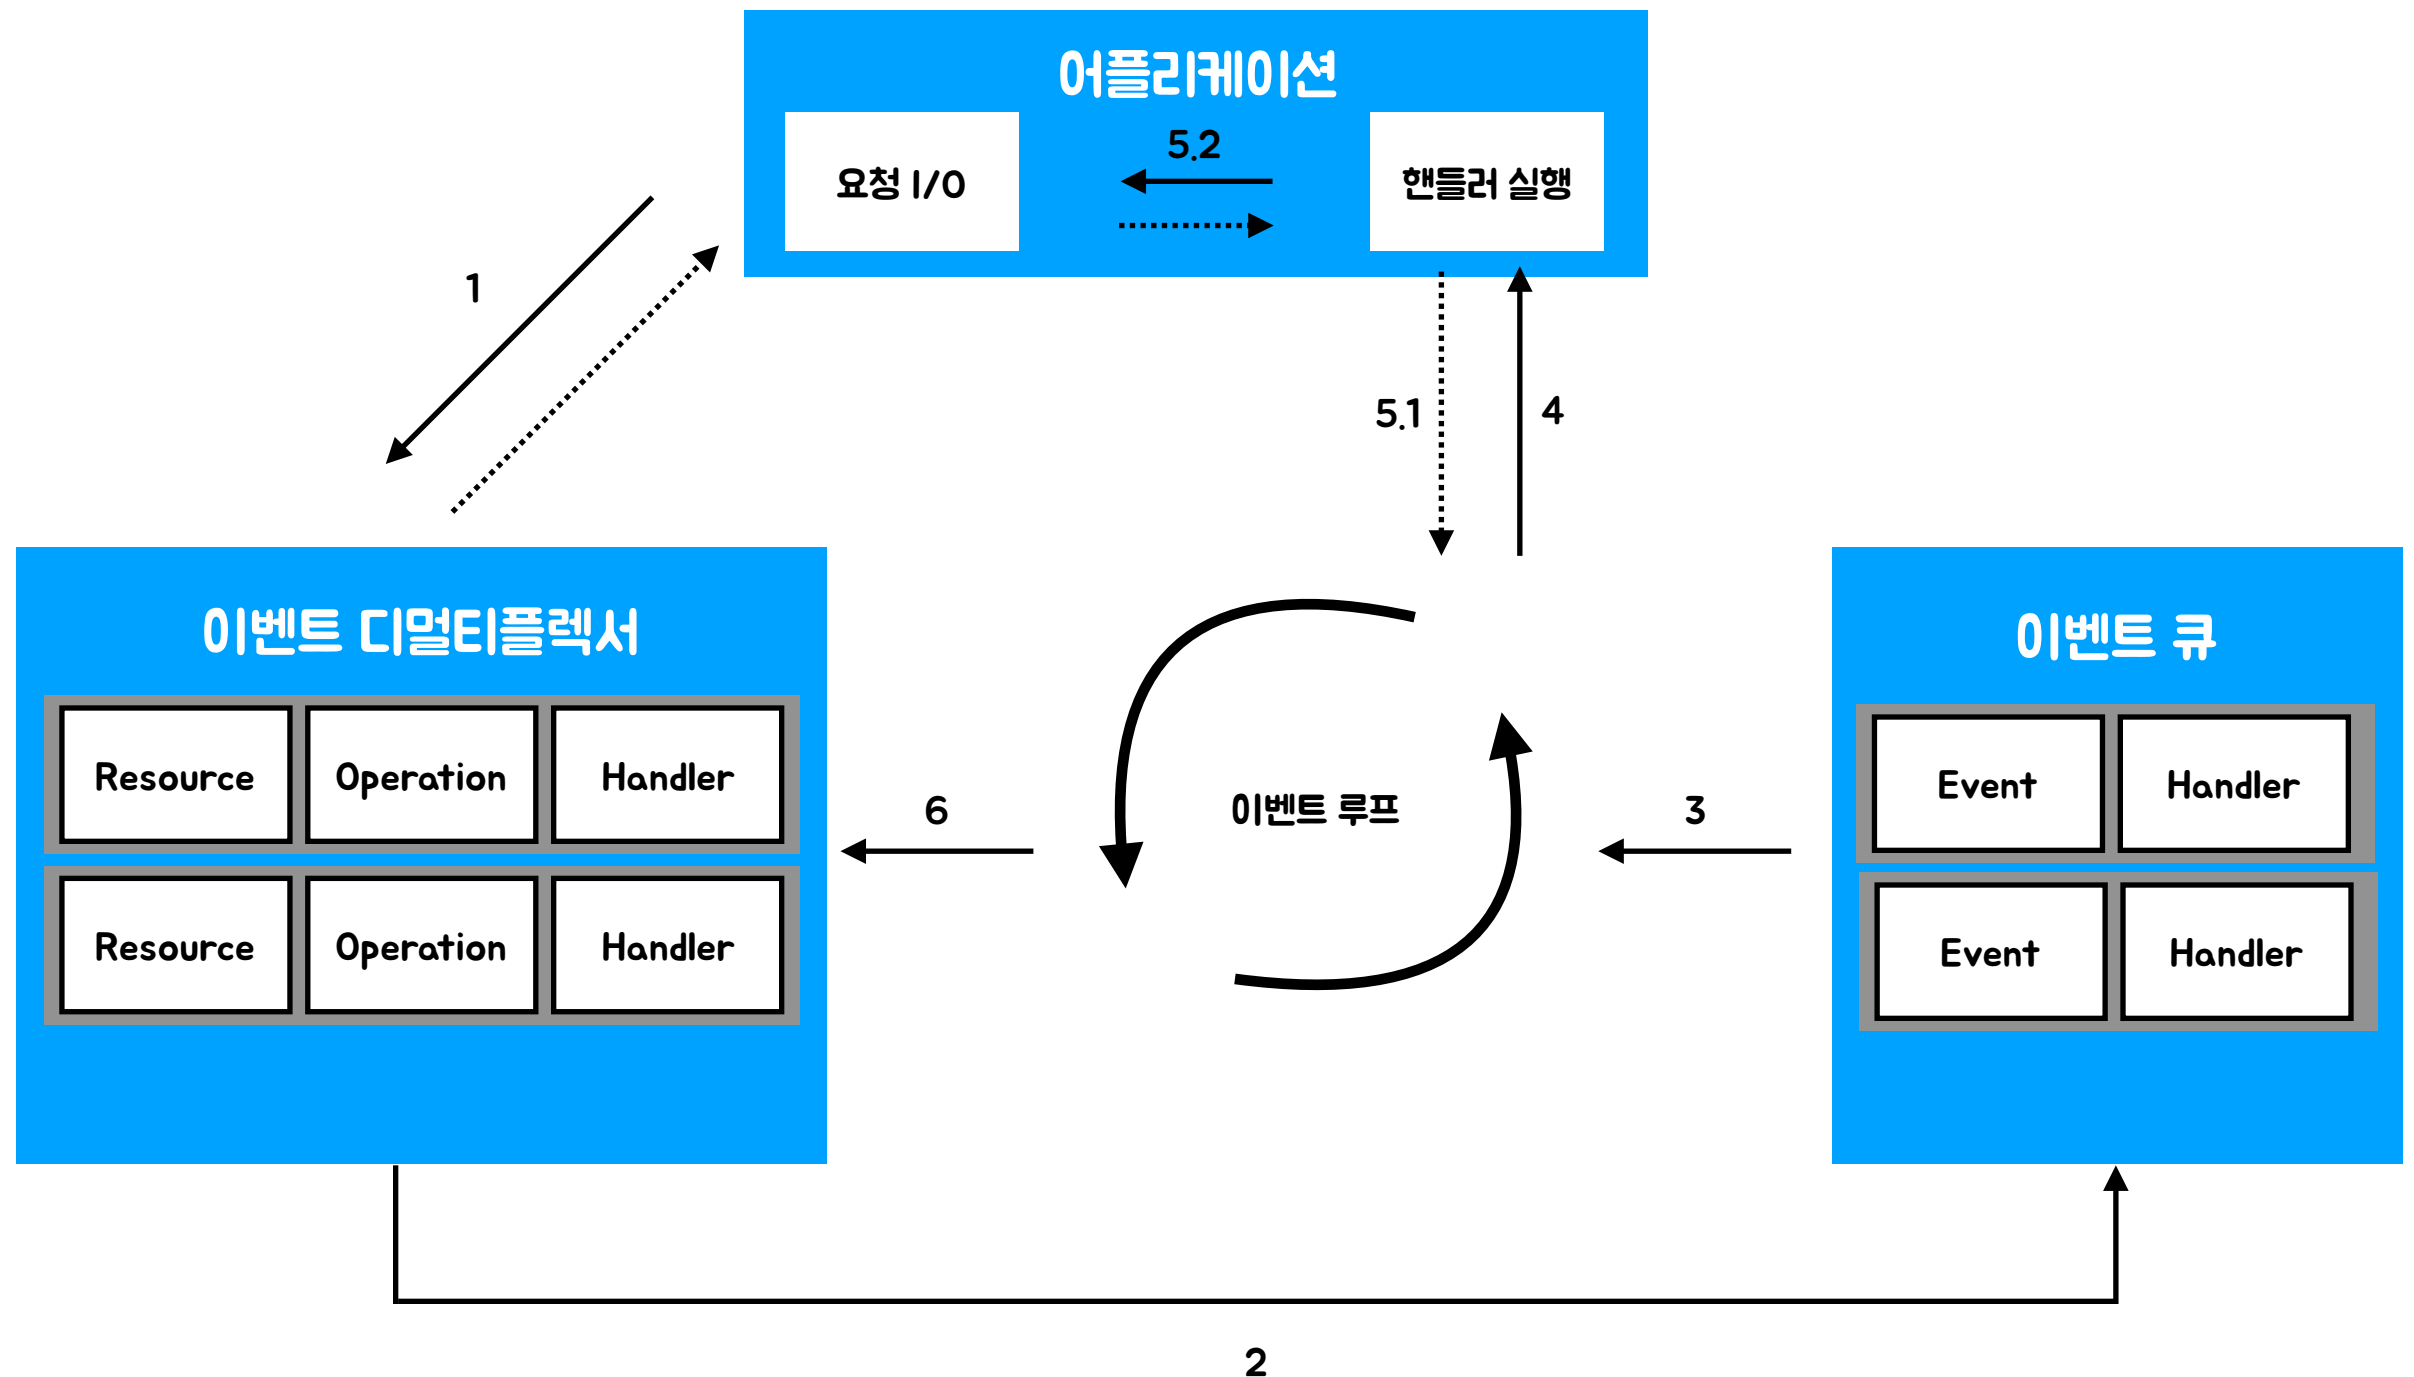 어플리케이션
요청 I/O
5.2
핸들러 실행
1
5.1
4
이벤트 디멀티플렉서
Resource Operation Handler
Resource Operation Handler
6
이벤트 루프
3
이벤트 큐
Event Handler
Event Handler
2